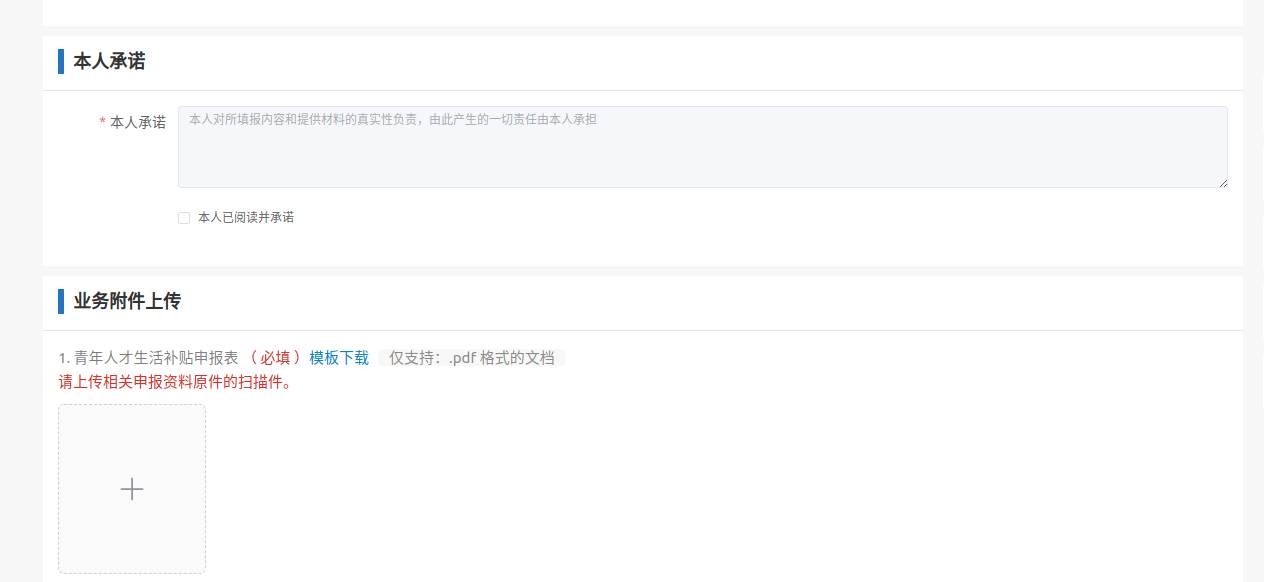 本人承诺
* 本人承诺
本人对所填报内容和提供材料的真实性负责，由此产生的一切责任由本人承担
本人已阅读并承诺
业务附件上传
1. 青年人才生活补贴申报表 （ 必填 ）模板下载 仅支持：.pdf 格式的文档
请上传相关申报资料原件的扫描件。